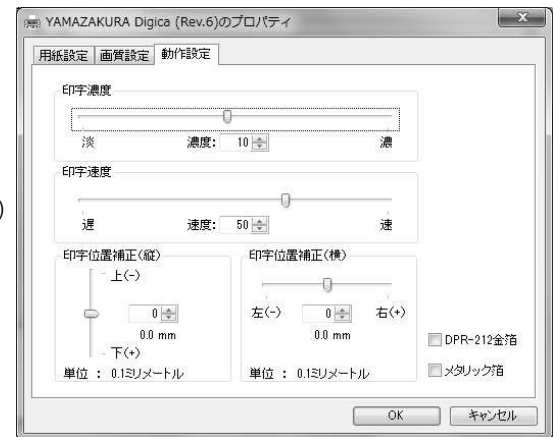 YAMAZAKURA Digica (Rev.6)のプロパティ
用紙設定 画質設定 動作設定
印字濃度
淡 濃度: 10 濃
印字速度
)
遅 速度: 50 速
印字位置補正(縦) 印字位置補正(横)
上(-)
左(-) 0 右(+)
0
0.0 mm 0.0 mm
DPR-212金箔
下(+)
単位 : 0.1ミリメートル 単位 : 0.1ミリメートル
メタリック箔
OK キャンセル